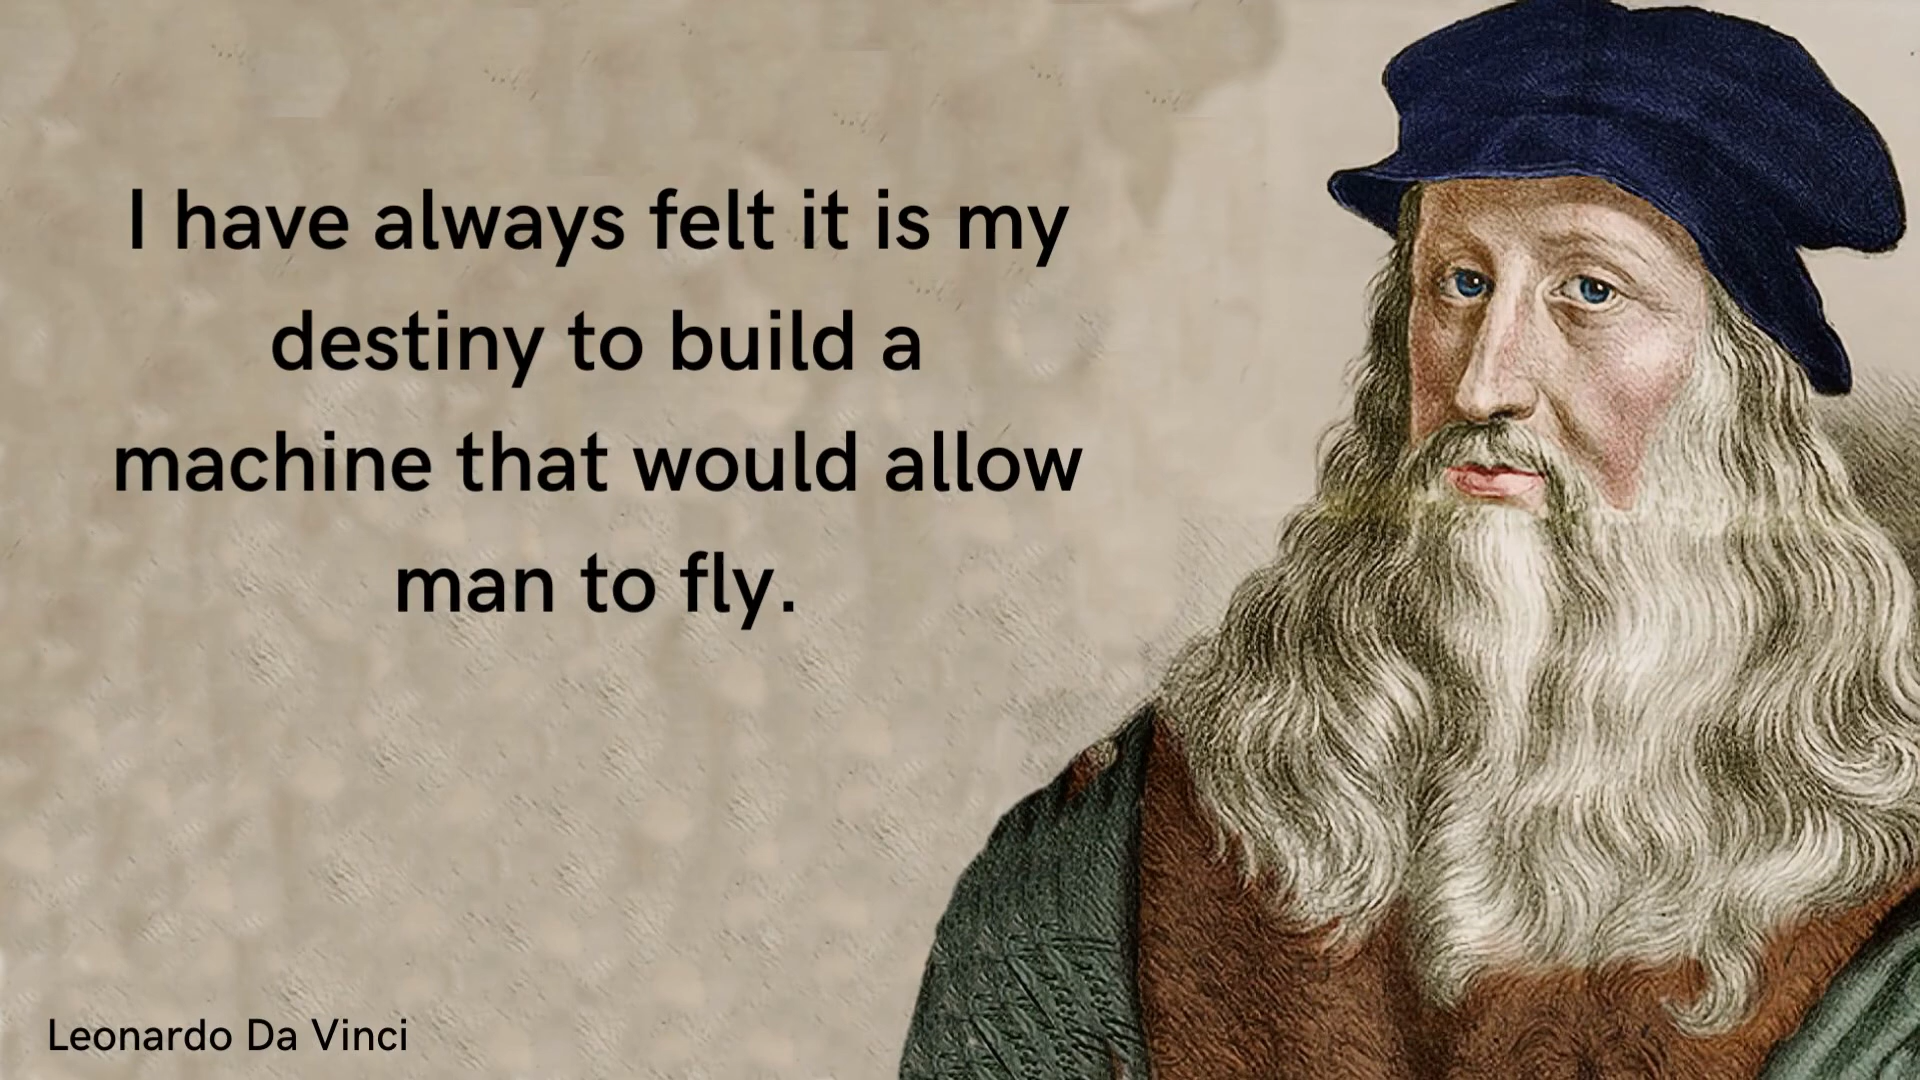 I have always felt it is my
destiny to build a
machine that would allow
man to fly.
Leonardo Da Vinci